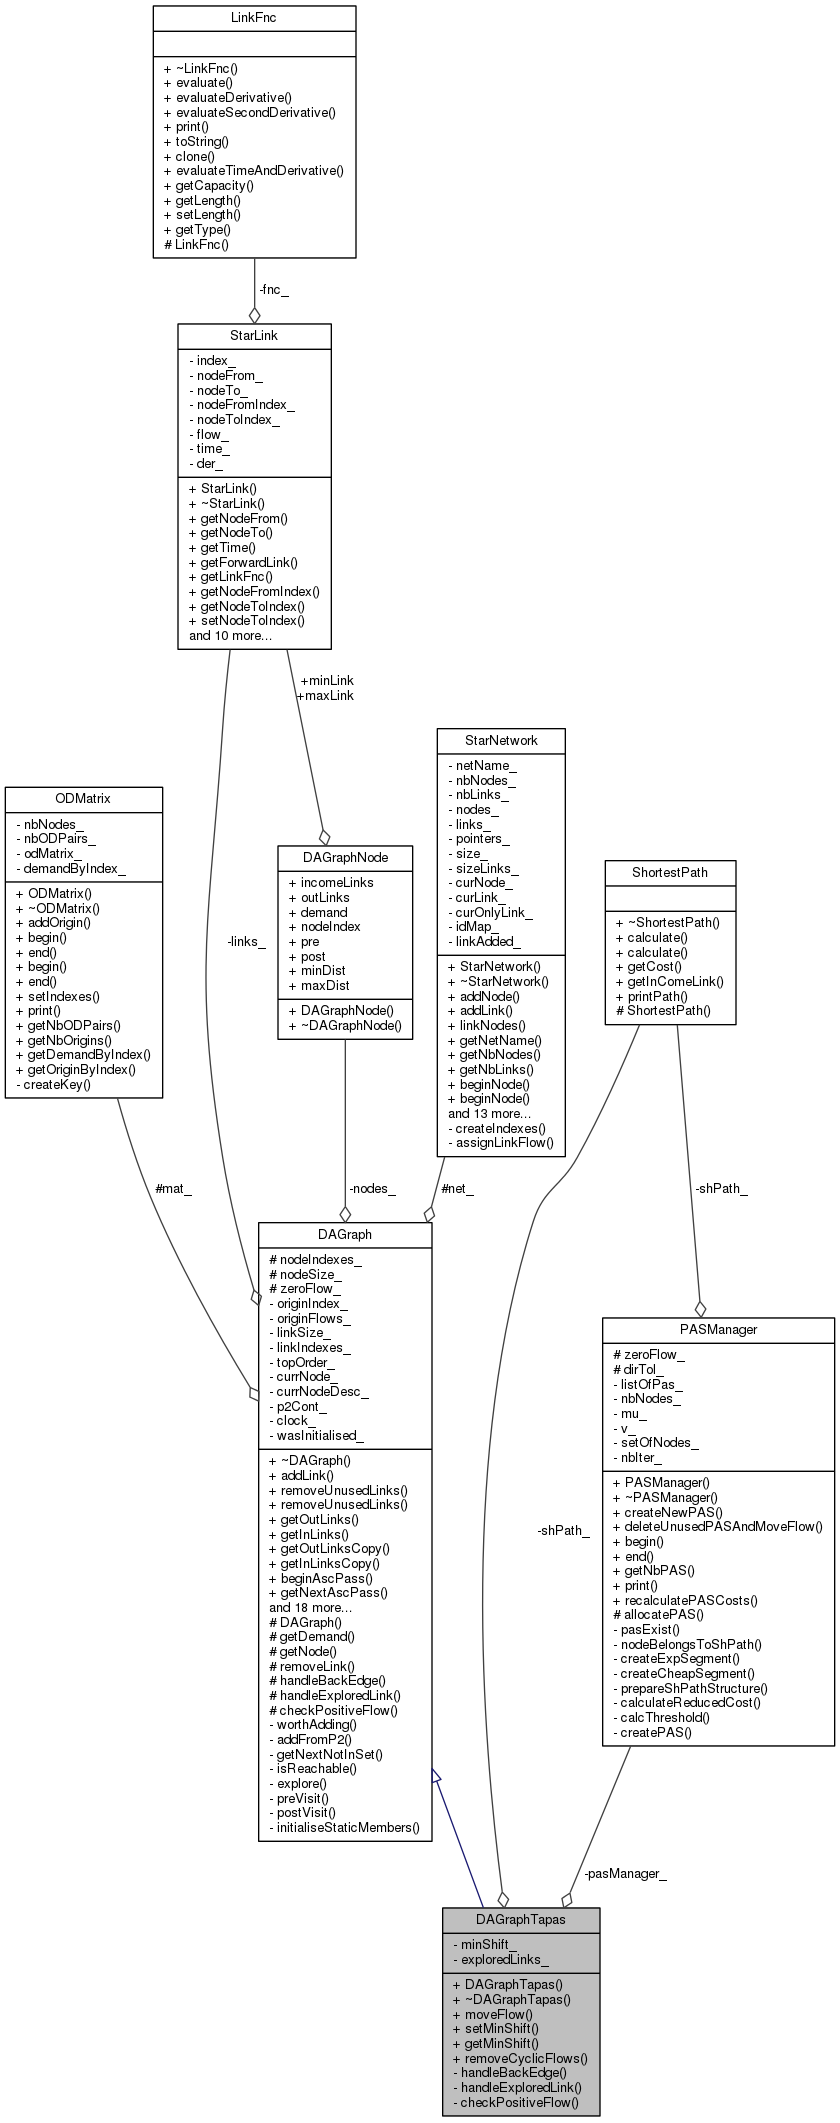 LinkFnc
+ ~LinkFnc()
+ evaluate()
+ evaluateDerivative()
+ evaluateSecondDerivative()
+ print()
+ toString()
+ clone()
+ evaluateTimeAndDerivative()
+ getCapacity()
+ getLength()
+ setLength()
+ getType()
# LinkFnc()
-fnc_
StarLink
- index_
- nodeFrom_
- nodeTo_
- nodeFromIndex_
- nodeToIndex_
- flow_
- time_
- der_
+ StarLink()
+ ~StarLink()
+ getNodeFrom()
+ getNodeTo()
+ getTime()
+ getForwardLink()
+ getLinkFnc()
+ getNodeFromIndex()
+ getNodeToIndex()
+ setNodeToIndex()
and 10 more...
+minLink
+maxLink
ODMatrix
- nbNodes_
- nbODPairs_
- odMatrix_
- demandByIndex_
+ ODMatrix()
+ ~ODMatrix()
+ addOrigin()
+ begin()
+ end()
+ begin()
+ end()
+ setIndexes()
+ print()
+ getNbODPairs()
+ getNbOrigins()
+ getDemandByIndex()
+ getOriginByIndex()
- createKey()
-links_
DAGraphNode
+ incomeLinks
+ outLinks
+ demand
+ nodeIndex
+ pre
+ post
+ minDist
+ maxDist
+ DAGraphNode()
+ ~DAGraphNode()
StarNetwork
- netName_
- nbNodes_
- nbLinks_
- nodes_
- links_
- pointers_
- size_
- sizeLinks_
- curNode_
- curLink_
- curOnlyLink_
- idMap_
- linkAdded_
+ StarNetwork()
+ ~StarNetwork()
+ addNode()
+ addLink()
+ linkNodes()
+ getNetName()
+ getNbNodes()
+ getNbLinks()
+ beginNode()
+ beginNode()
and 13 more...
- createIndexes()
- assignLinkFlow()
ShortestPath
+ ~ShortestPath()
+ calculate()
+ calculate()
+ getCost()
+ getInComeLink()
+ printPath()
# ShortestPath()
#mat_
-nodes_
#net_
-shPath_
DAGraph
# nodeIndexes_
# nodeSize_
# zeroFlow_
- originIndex_
- originFlows_
- linkSize_
- linkIndexes_
- topOrder_
- currNode_
- currNodeDesc_
- p2Cont_
- clock_
- wasInitialised_
+ ~DAGraph()
+ addLink()
+ removeUnusedLinks()
+ removeUnusedLinks()
+ getOutLinks()
+ getInLinks()
+ getOutLinksCopy()
+ getInLinksCopy()
+ beginAscPass()
+ getNextAscPass()
and 18 more...
# DAGraph()
# getDemand()
# getNode()
# removeLink()
# handleBackEdge()
# handleExploredLink()
# checkPositiveFlow()
- worthAdding()
- addFromP2()
- getNextNotInSet()
- isReachable()
- explore()
- preVisit()
- postVisit()
- initialiseStaticMembers()
-shPath_
PASManager
# zeroFlow_
# dirTol_
- listOfPas_
- nbNodes_
- mu_
- v_
- setOfNodes_
- nbIter_
+ PASManager()
+ ~PASManager()
+ createNewPAS()
+ deleteUnusedPASAndMoveFlow()
+ begin()
+ end()
+ getNbPAS()
+ print()
+ recalculatePASCosts()
# allocatePAS()
- pasExist()
- nodeBelongsToShPath()
- createExpSegment()
- createCheapSegment()
- prepareShPathStructure()
- calculateReducedCost()
- calcThreshold()
- createPAS()
-pasManager_
DAGraphTapas
- minShift_
- exploredLinks_
+ DAGraphTapas()
+ ~DAGraphTapas()
+ moveFlow()
+ setMinShift()
+ getMinShift()
+ removeCyclicFlows()
- handleBackEdge()
- handleExploredLink()
- checkPositiveFlow()